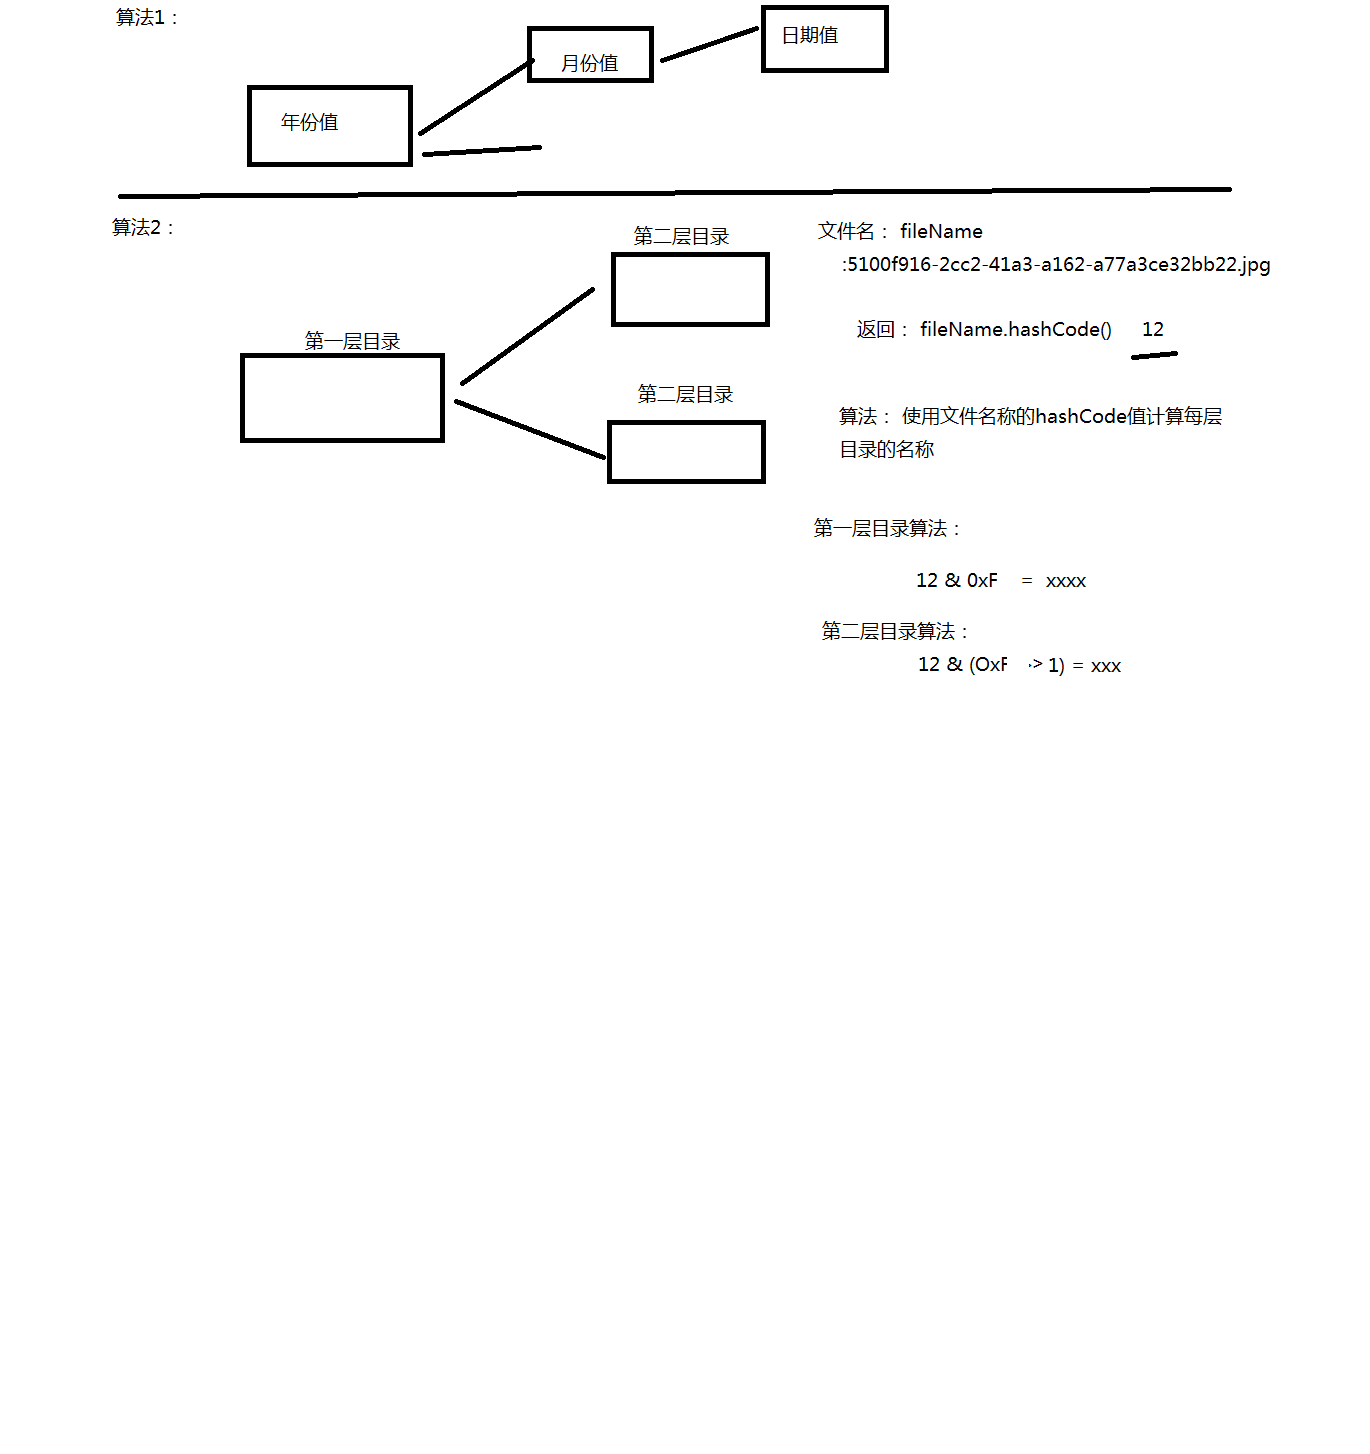 算法1：
日期值
月份值
年份值
算法2：
第二层目录
第一层目录
第二层目录
文件名： fileName
:5100f916-2cc2-41a3-a162-a77a3ce32bb22.jpg
返回： fileName.hashCode() 12
算法： 使用文件名称的hashCode值计算每层
目录的名称
第一层目录算法：
12 & 0xF = xxxx
第二层目录算法：
12 & (OxF -> 1) = xxx